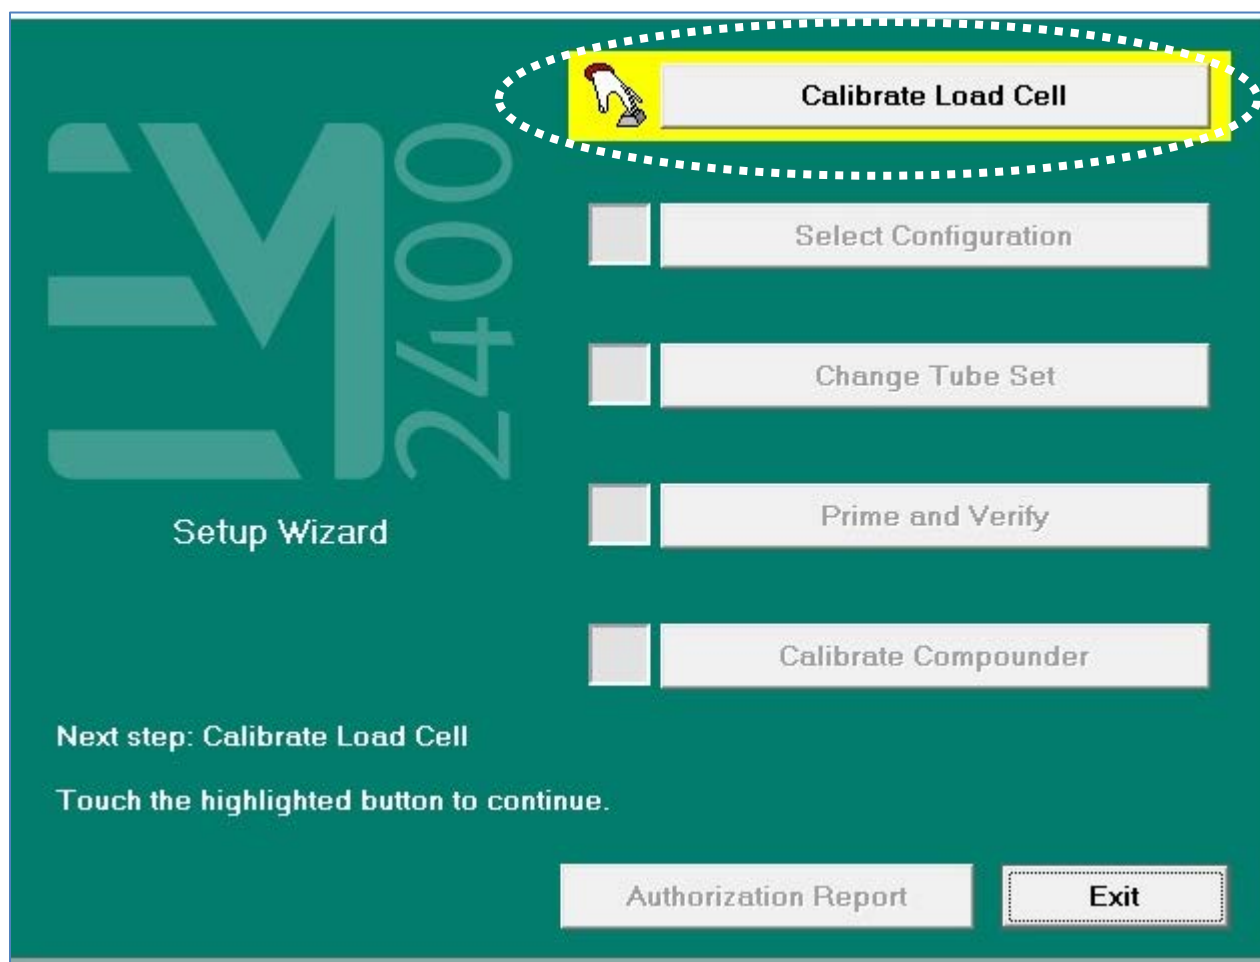 Calibrate Load Cell
EM
2400
Select Configuration
Change Tube Set
Prime and Verify
Setup Wizard
Calibrate Compounder
Next step: Calibrate Load Cell
Touch the highlighted button to continue.
Authorization Report
Exit